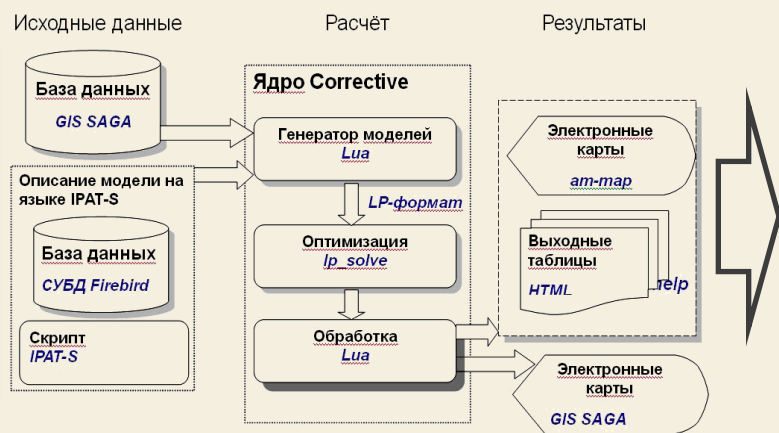 Исходные данные
База данных
GIS SAGA
Описание модели на
языке IPAT-S
База данных
СУБД Firebird
Скрипт
IPAT-S
Расчёт
Ядро Corrective
Генератор моделей
Lua
LP-формат
Оптимизация
lp_solve
Обработка
Lua
Результаты
Электронные
карты
am-map
Выходные
таблицы
HTML
Электронные
карты
GIS SAGA